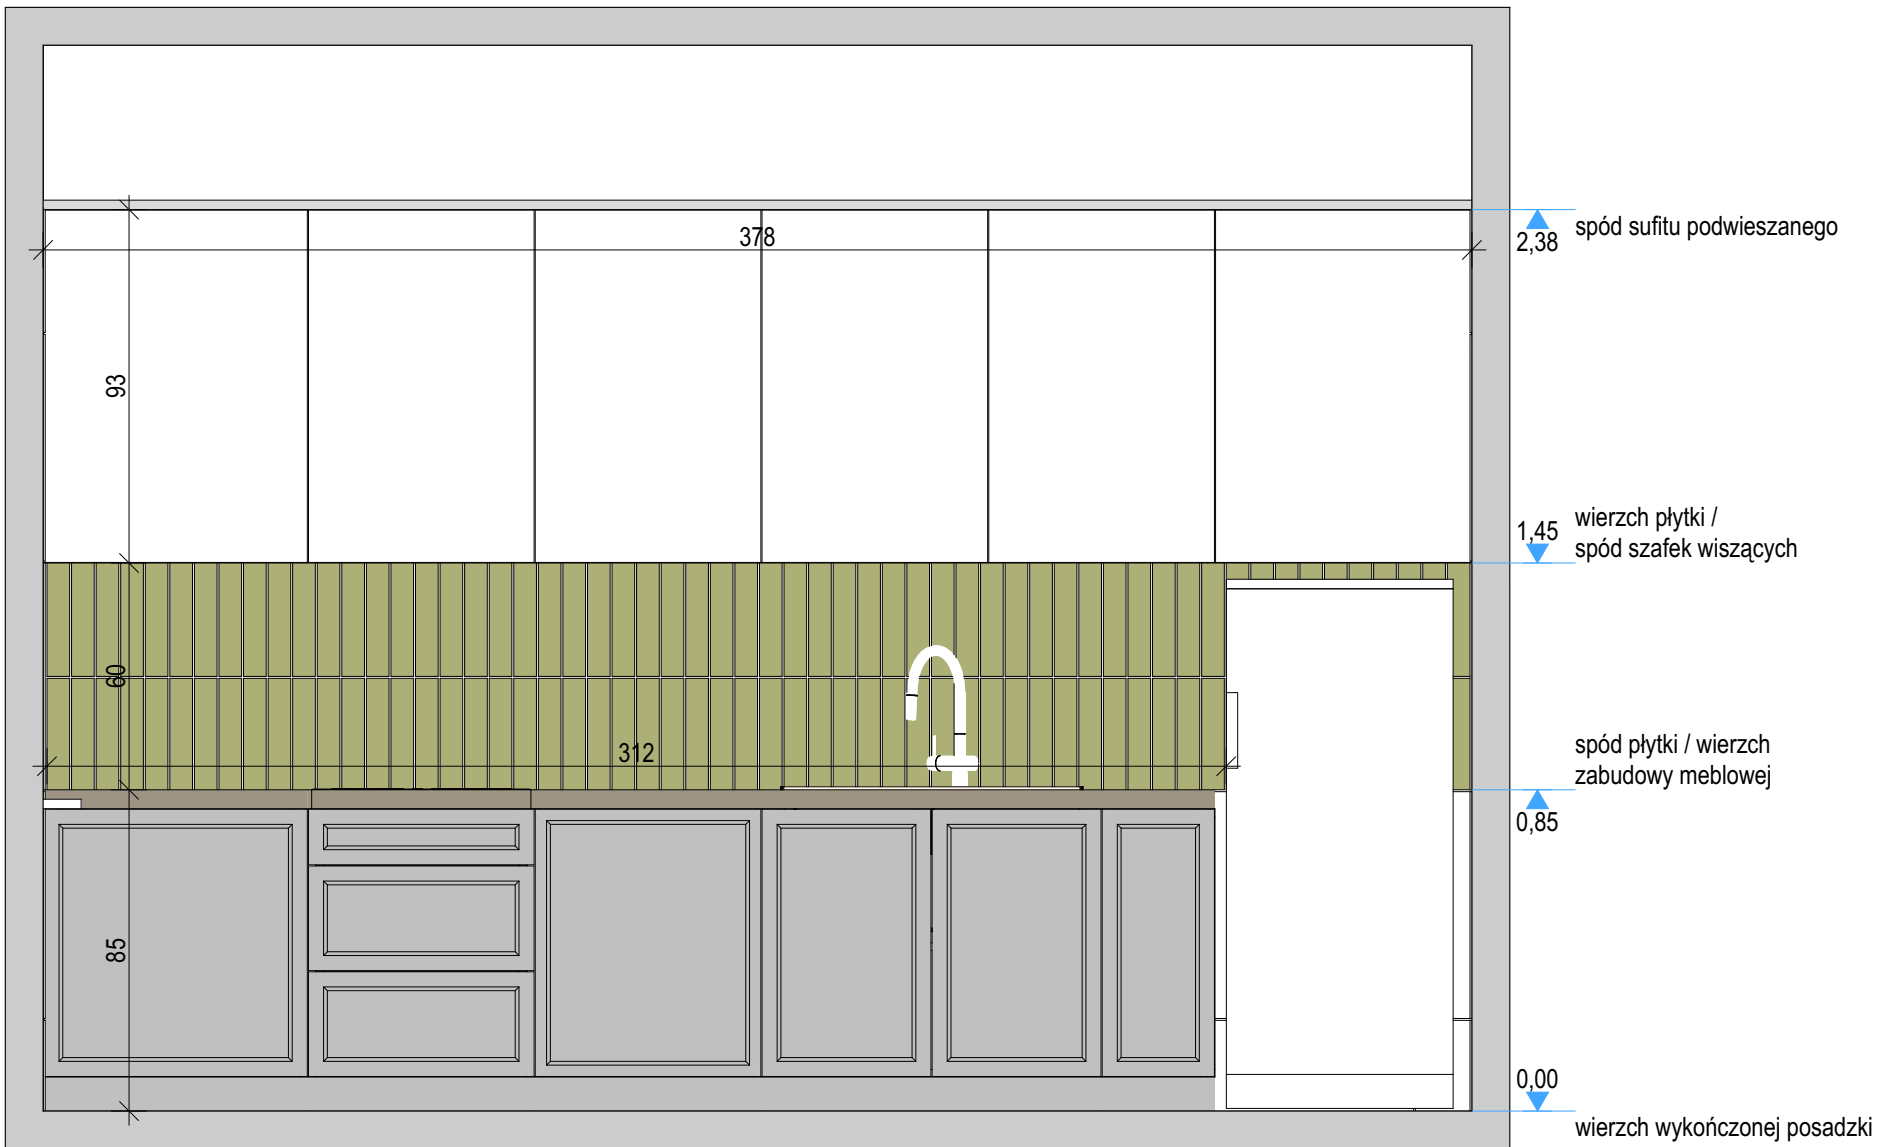 378
2,38
spód sufitu podwieszanego
93
1,45
wierzch płytki /
spód szafek wiszących
60
312
spód płytki / wierzch
zabudowy meblowej
0,85
85
0,00
wierzch wykończonej posadzki